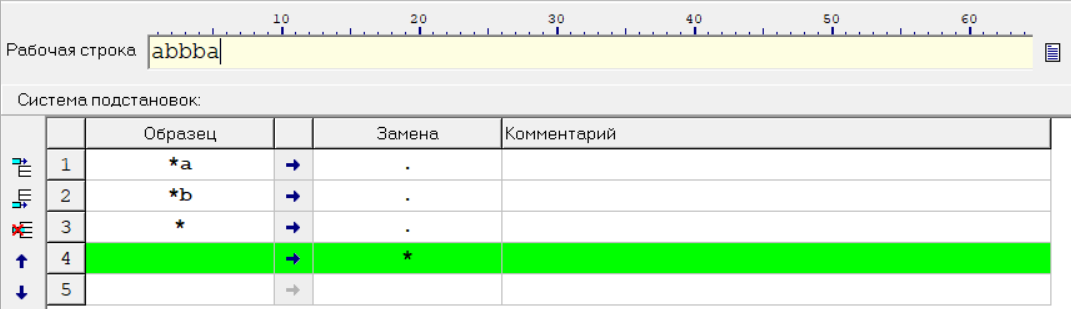 10 20 30 40 50 60
Рабочая строка abbba
Система подстановок:
Образец Замена Комментарий
1 *a → .
2 *b → .
3 * → .
4 → *
5 →